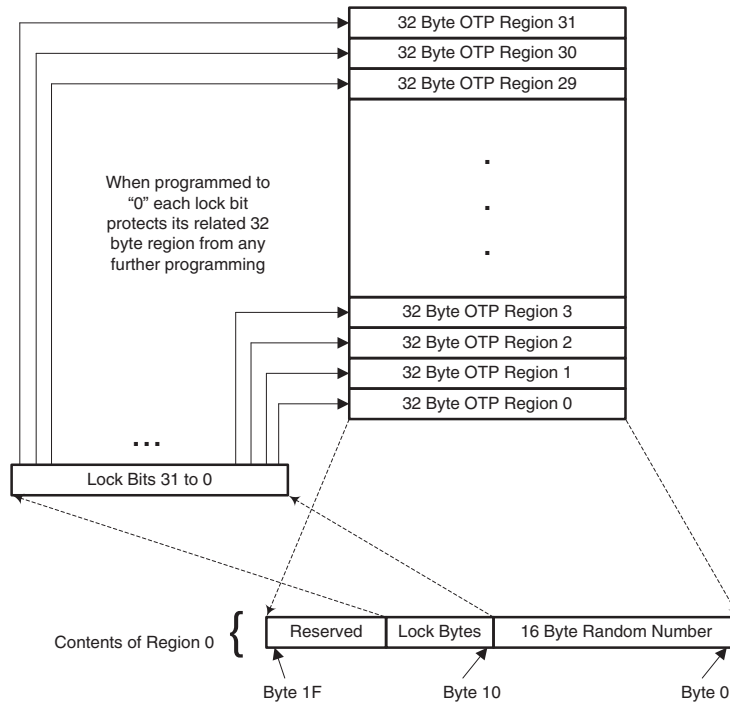 32 Byte OTP Region 31
32 Byte OTP Region 30
32 Byte OTP Region 29
.
.
.
When programmed to
“0” each lock bit
protects its related 32
byte region from any
further programming
32 Byte OTP Region 3
32 Byte OTP Region 2
32 Byte OTP Region 1
32 Byte OTP Region 0
...
Lock Bits 31 to 0
Contents of Region 0 {
Reserved
Lock Bytes
16 Byte Random Number
Byte 1F
Byte 10
Byte 0